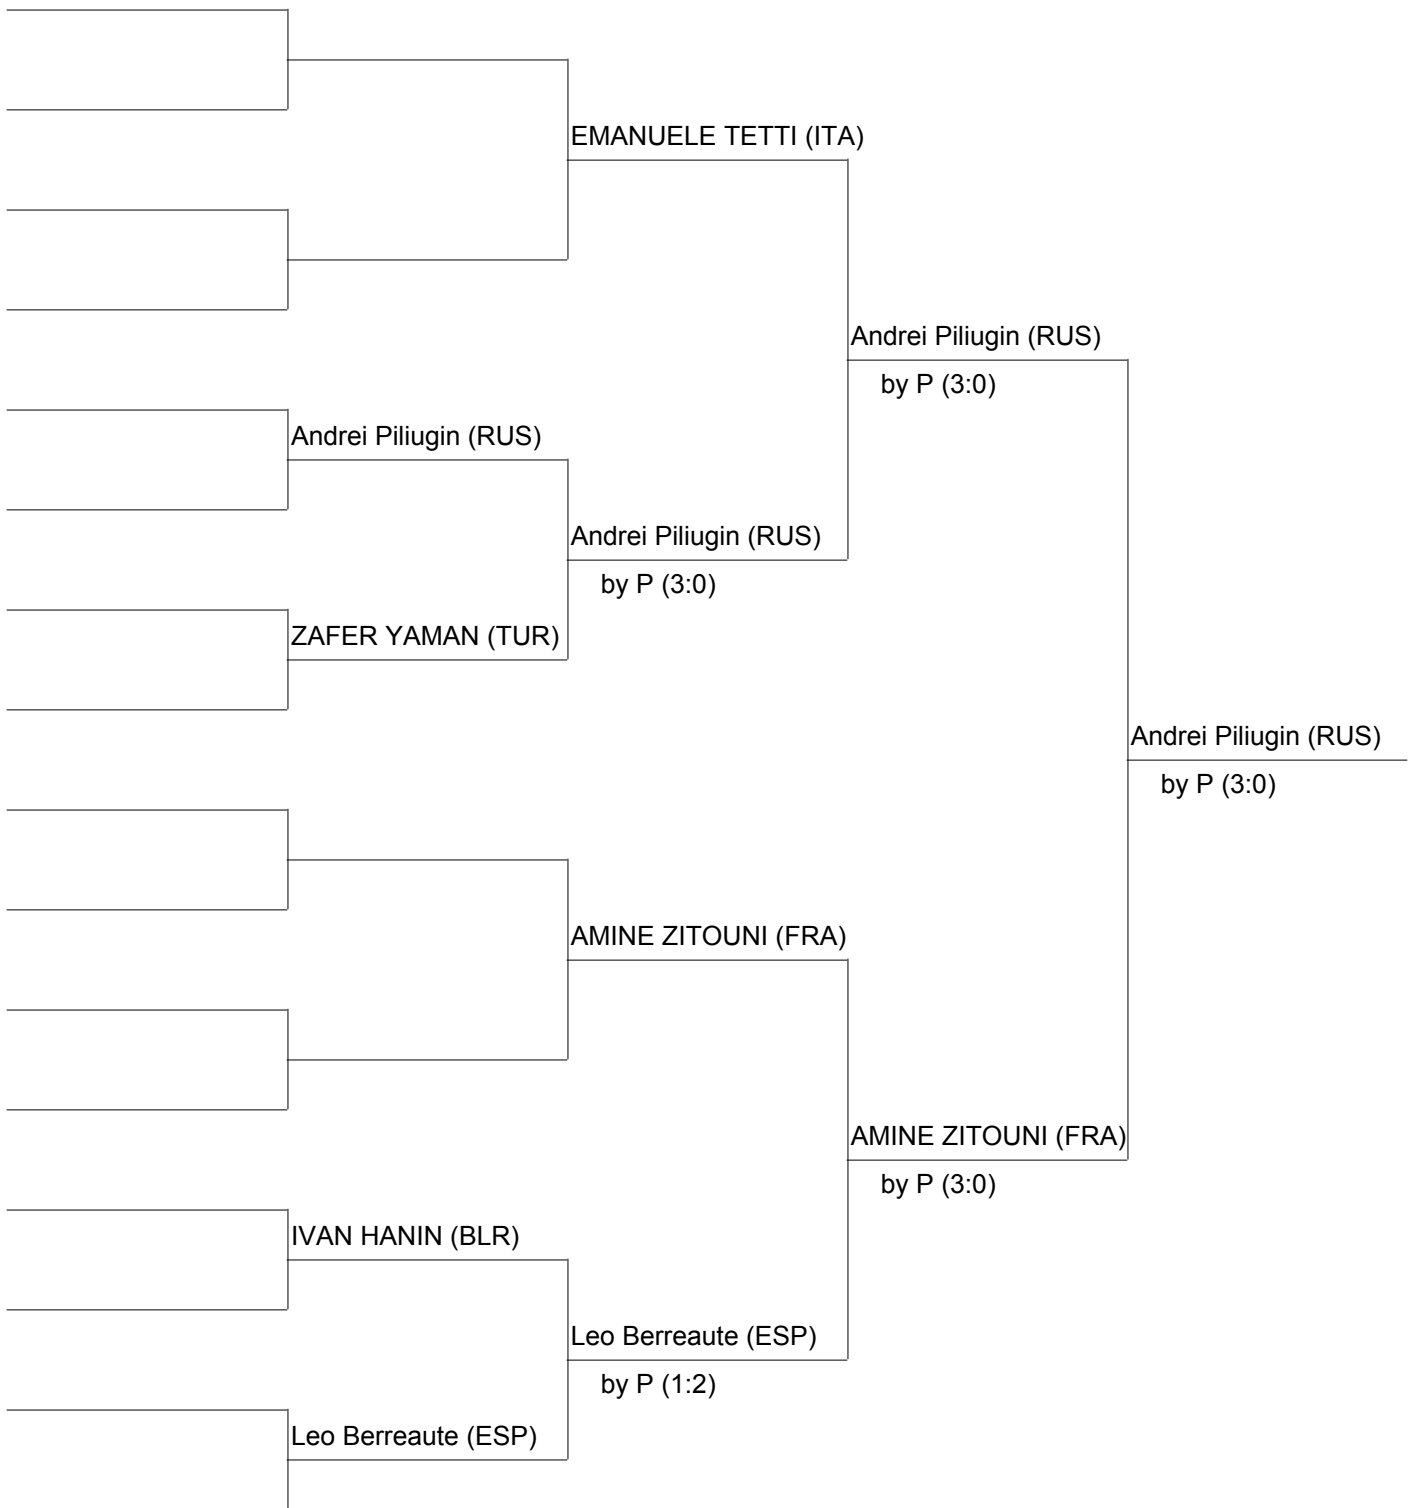 EMANUELE TETTI (ITA)
Andrei Piliugin (RUS)
by P (3:0)
Andrei Piliugin (RUS)
Andrei Piliugin (RUS)
by P (3:0)
ZAFER YAMAN (TUR)
Andrei Piliugin (RUS)
by P (3:0)
AMINE ZITOUNI (FRA)
AMINE ZITOUNI (FRA)
by P (3:0)
IVAN HANIN (BLR)
Leo Berreaute (ESP)
by P (1:2)
Leo Berreaute (ESP)